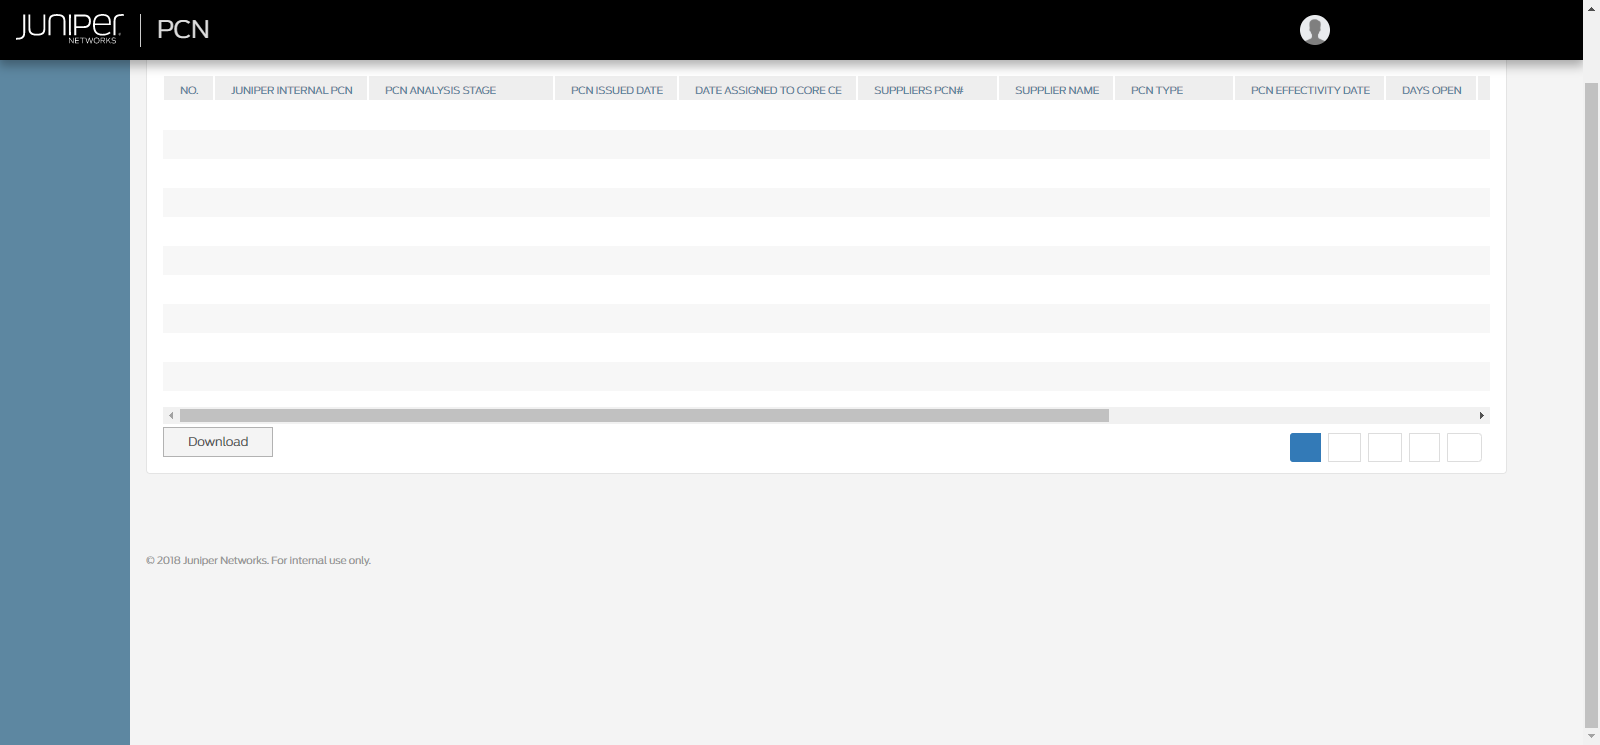 JUNIPER NETWORKS PCN
NO. JUNIPER INTERNAL PCN PCN ANALYSIS STAGE PCN ISSUED DATE DATE ASSIGNED TO CORE CE SUPPLIERS PCN# SUPPLIER NAME PCN TYPE PCN EFFECTIVITY DATE DAYS OPEN
Download
© 2018 Juniper Networks. For internal use only.